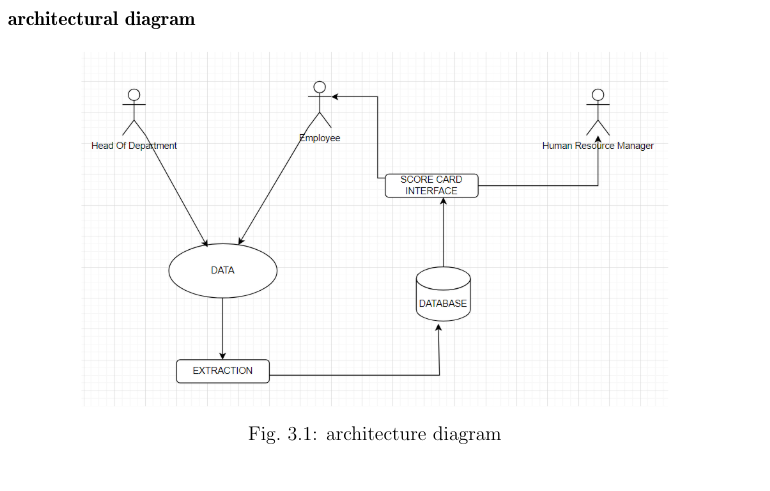 architectural diagram
Head Of Department
Employee
Human Resource Manager
SCORE CARD
INTERFACE
DATA
DATABASE
EXTRACTION
Fig. 3.1: architecture diagram